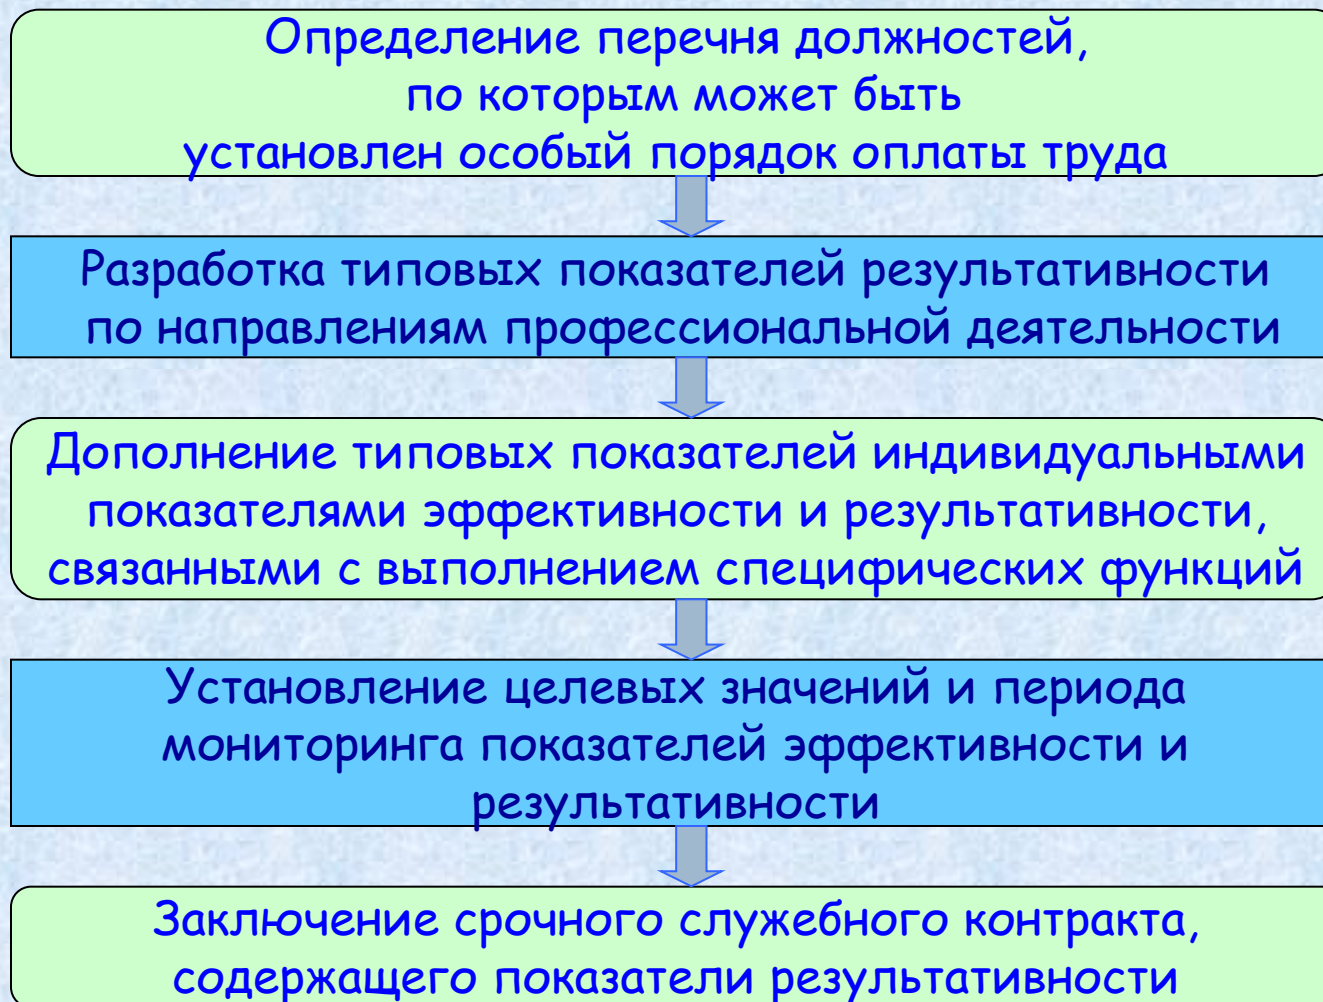 Определение перечня должностей,
по которым может быть
установлен особый порядок оплаты труда
Разработка типовых показателей результативности
по направлениям профессиональной деятельности
Дополнение типовых показателей индивидуальными
показателями эффективности и результативности,
связанными с выполнением специфических функций
Установление целевых значений и периода
мониторинга показателей эффективности и
результативности
Заключение срочного служебного контракта,
содержащего показатели результативности